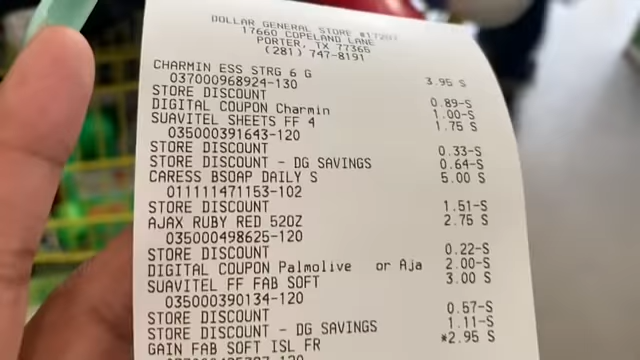 DOLLAR GENERAL STORE
17660 COPELAND LANE
PORTER, TX 77365
(281) 747-8191
CHARMIN ESS STRG 6 G
037000968924-130 3.95 S
STORE DISCOUNT 0.89-S
DIGITAL COUPON Charmin 1.00-S
SUAVITEL SHEETS FF 4 1.75 S
035000391643-120
STORE DISCOUNT 0.33-S
STORE DISCOUNT - DG SAVINGS 0.64-S
CARESS BSOAP DAILY S 5.00 S
011111471153-102
STORE DISCOUNT 1.51-S
AJAX RUBY RED 52OZ 2.75 S
035000498625-120
STORE DISCOUNT 0.22-S
DIGITAL COUPON Palmolive or Aja 2.00-S
SUAVITEL FF FAB SOFT 3.00 S
035000390134-120
STORE DISCOUNT 0.57-S
STORE DISCOUNT - DG SAVINGS 1.11-S
GAIN FAB SOFT ISL FR *2.95 S